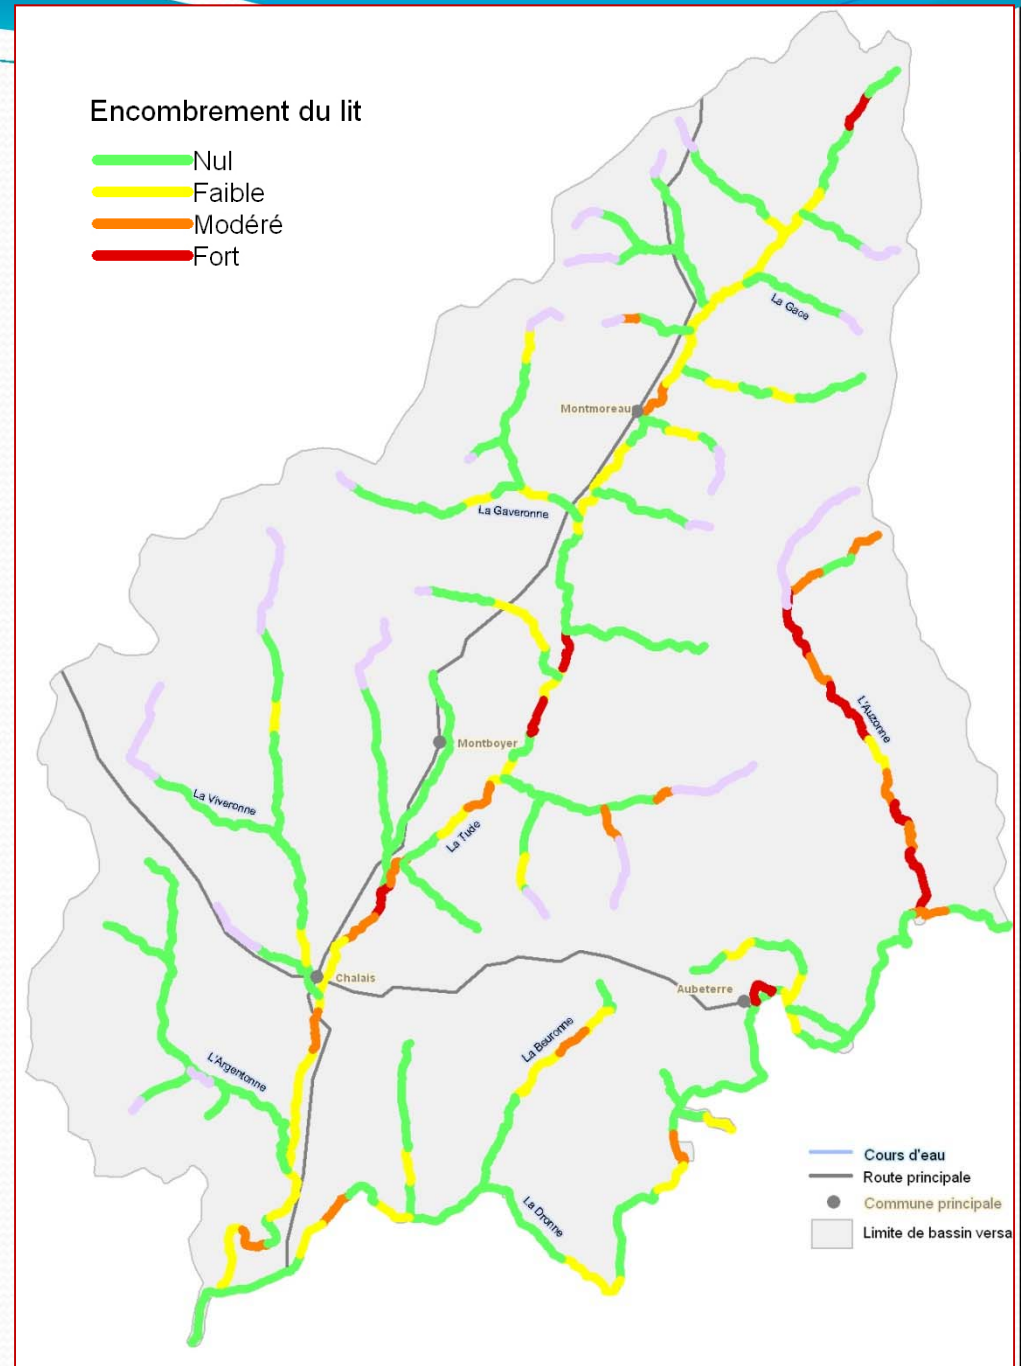 Encombrement du lit
Nul
Faible
Modéré
Fort
La Gace
Montmoreau
La Gaveronne
L'Auzonne
Montboyer
La Viveronne
La Tude
Chalais
Aubeterre
La Beuronne
L'Argentonne
La Dronne
Cours d'eau
Route principale
Commune principale
Limite de bassin versa